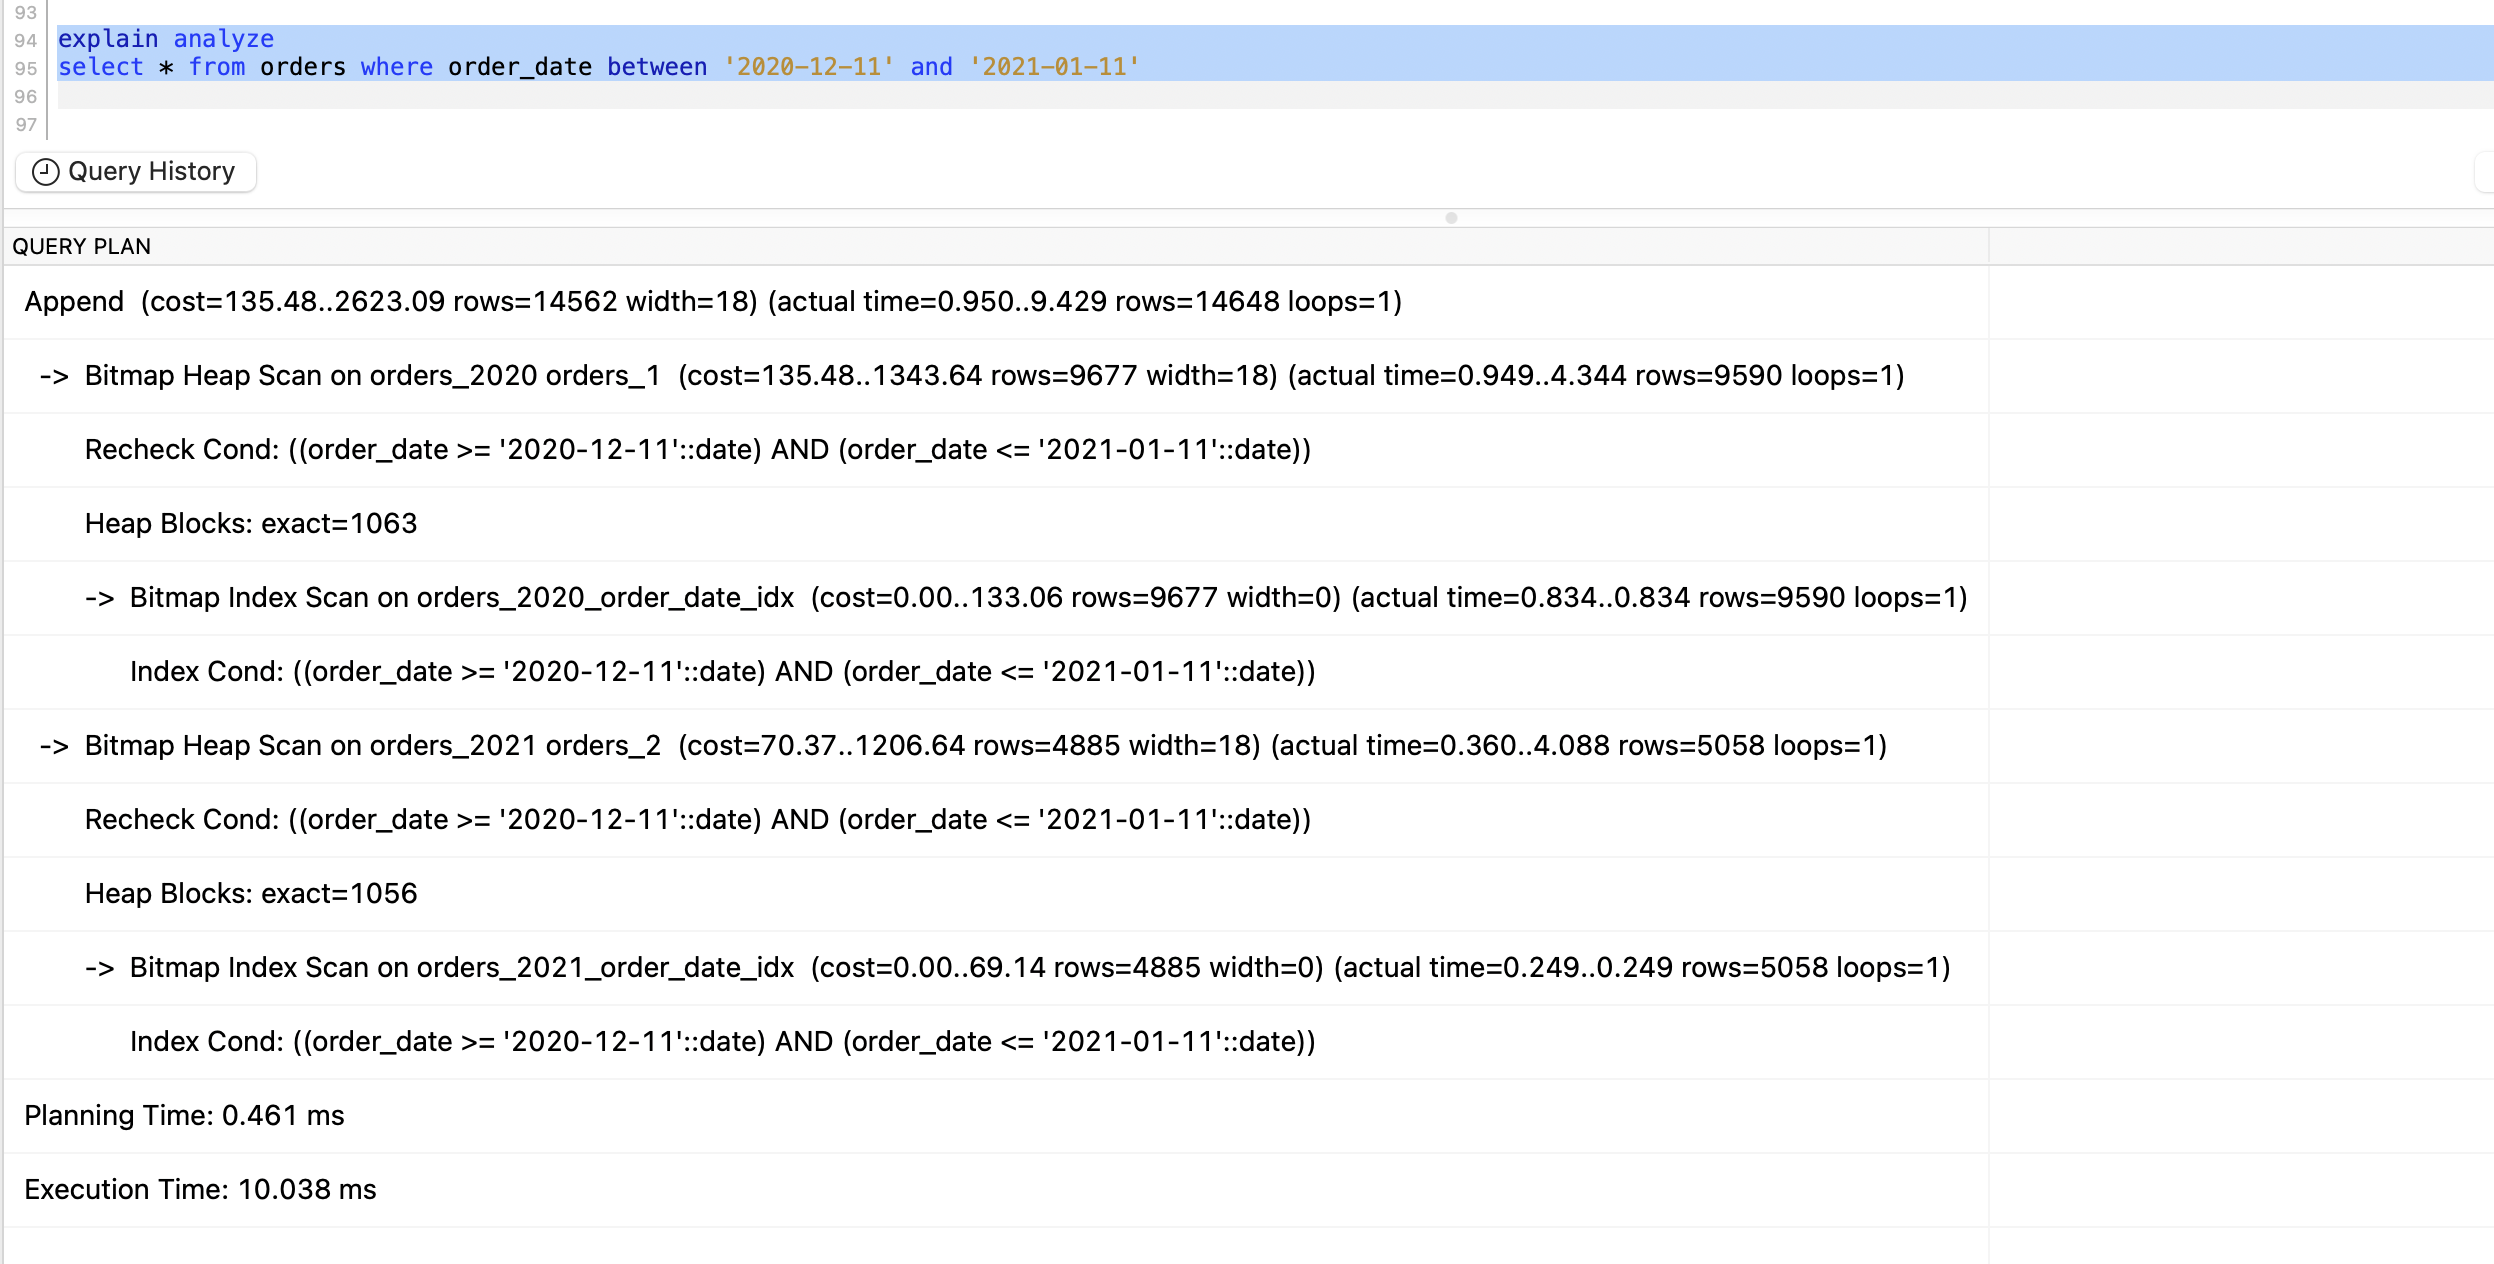 93
94 explain analyze
95 select * from orders where order_date between '2020-12-11' and '2021-01-11'
96
97
Query History
QUERY PLAN
Append  (cost=135.48..2623.09 rows=14562 width=18) (actual time=0.950..9.429 rows=14648 loops=1)
->  Bitmap Heap Scan on orders_2020 orders_1  (cost=135.48..1343.64 rows=9677 width=18) (actual time=0.949..4.344 rows=9590 loops=1)
Recheck Cond: ((order_date >= '2020-12-11'::date) AND (order_date <= '2021-01-11'::date))
Heap Blocks: exact=1063
->  Bitmap Index Scan on orders_2020_order_date_idx  (cost=0.00..133.06 rows=9677 width=0) (actual time=0.834..0.834 rows=9590 loops=1)
Index Cond: ((order_date >= '2020-12-11'::date) AND (order_date <= '2021-01-11'::date))
->  Bitmap Heap Scan on orders_2021 orders_2  (cost=70.37..1206.64 rows=4885 width=18) (actual time=0.360..4.088 rows=5058 loops=1)
Recheck Cond: ((order_date >= '2020-12-11'::date) AND (order_date <= '2021-01-11'::date))
Heap Blocks: exact=1056
->  Bitmap Index Scan on orders_2021_order_date_idx  (cost=0.00..69.14 rows=4885 width=0) (actual time=0.249..0.249 rows=5058 loops=1)
Index Cond: ((order_date >= '2020-12-11'::date) AND (order_date <= '2021-01-11'::date))
Planning Time: 0.461 ms
Execution Time: 10.038 ms